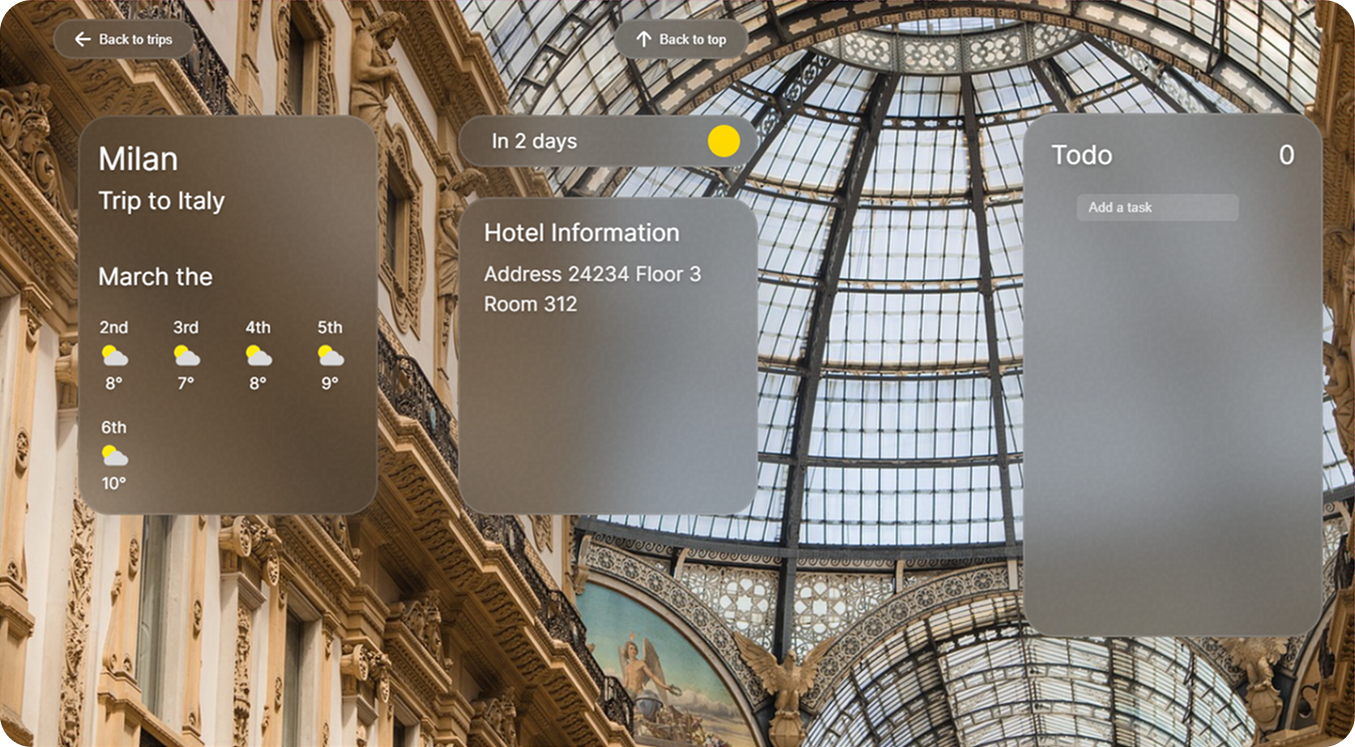 Back to trips
Back to top
Milan
Trip to Italy
March the
2nd 3rd 4th 5th
8° 7° 8° 9°
6th
10°
In 2 days
Hotel Information
Address 24234 Floor 3
Room 312
Todo 0
Add a task